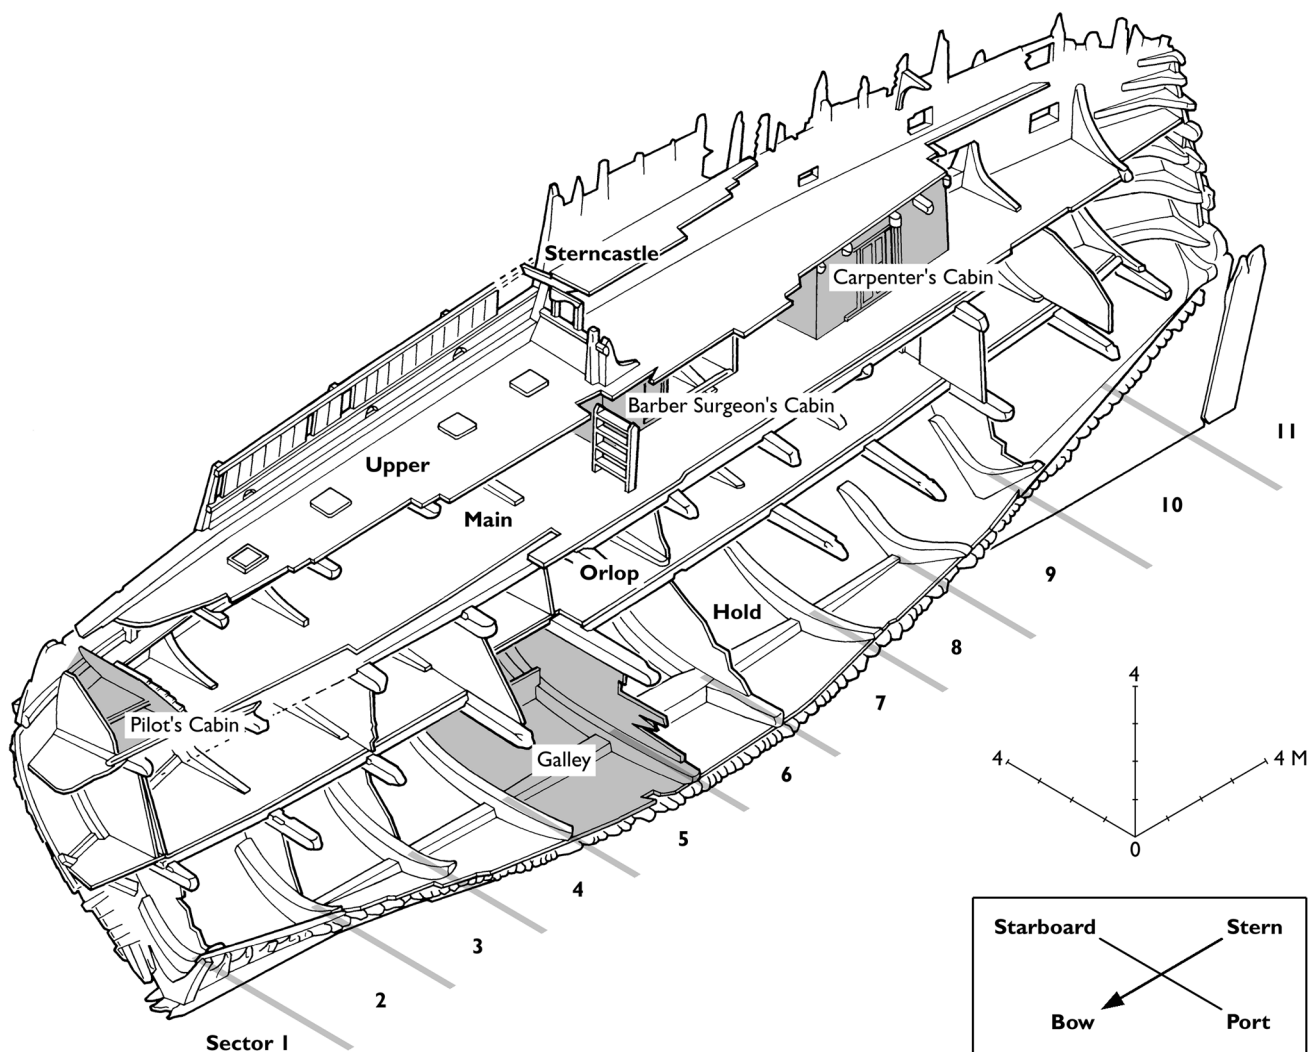 Sterncastle
Carpenter's Cabin
Barber Surgeon's Cabin
Upper
Main
Orlop
Hold
Pilot's Cabin
Galley
11
10
9
8
7
6
5
4
3
2
Sector 1
4
4
4 M
0
Starboard
Stern
Bow
Port